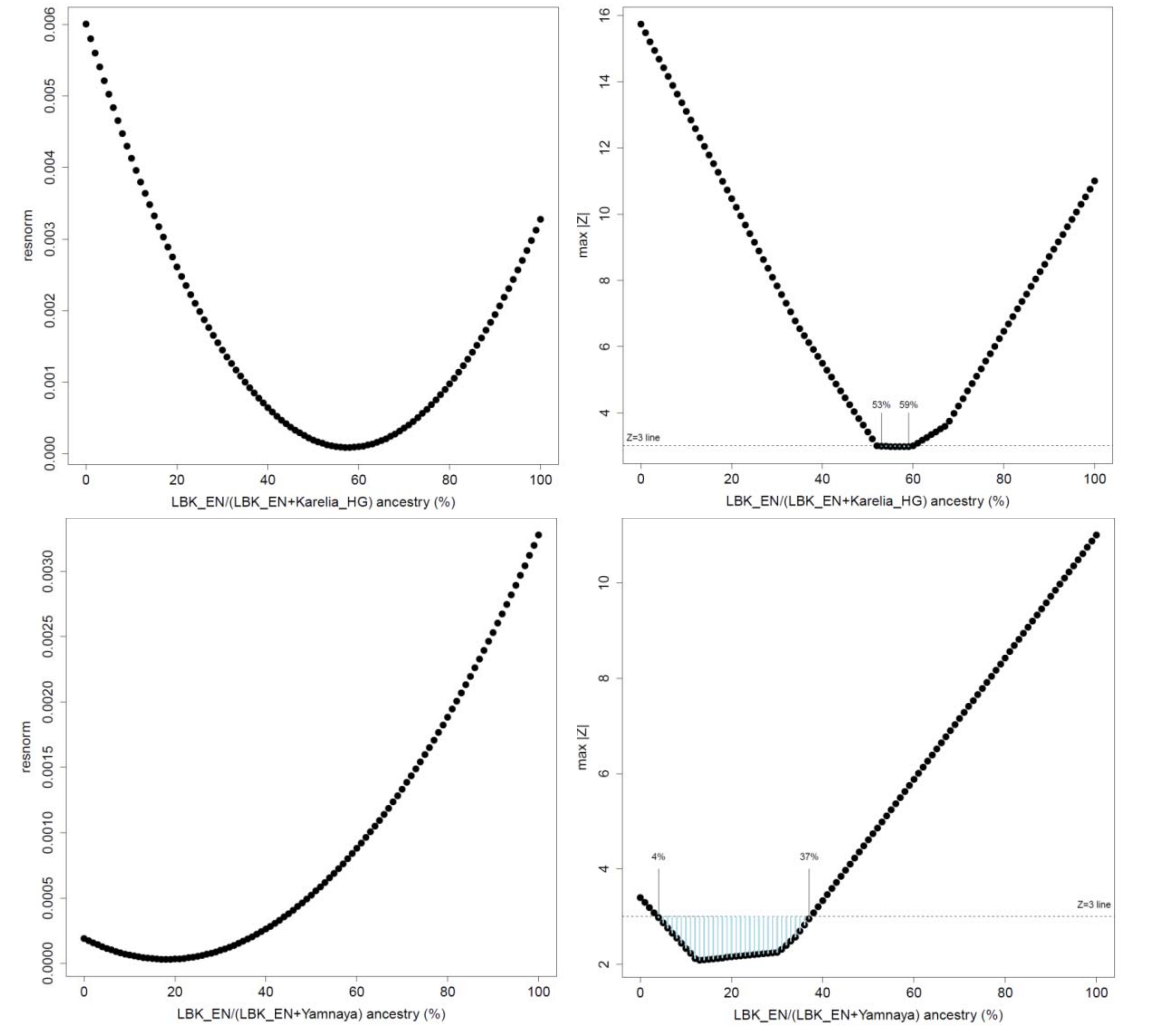 0.000 0.001 0.002 0.003 0.004 0.005 0.006
resnorm
0 20 40 60 80 100
LBK_EN/(LBK_EN+Karelia_HG) ancestry (%)
4 6 8 10 12 14 16
max |Z|
53% 59%
Z=3 line
0 20 40 60 80 100
LBK_EN/(LBK_EN+Karelia_HG) ancestry (%)
0.0000 0.0005 0.0010 0.0015 0.0020 0.0025 0.0030
resnorm
0 20 40 60 80 100
LBK_EN/(LBK_EN+Yamnaya) ancestry (%)
2 4 6 8 10
max |Z|
4% 37%
Z=3 line
0 20 40 60 80 100
LBK_EN/(LBK_EN+Yamnaya) ancestry (%)